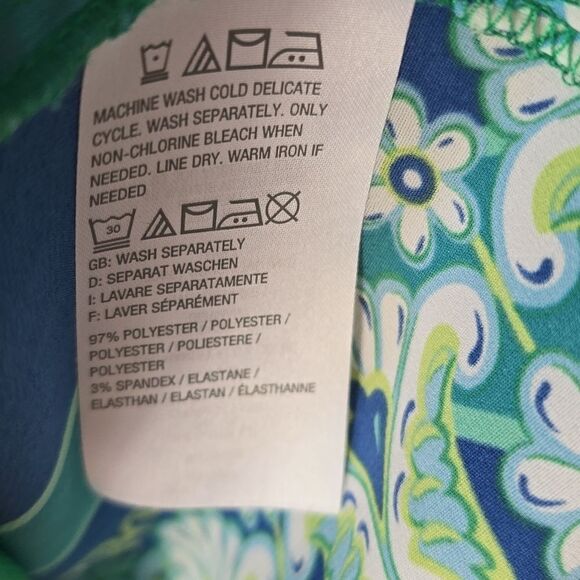 MACHINE WASH COLD DELICATE
CYCLE. WASH SEPARATELY. ONLY
NON-CHLORINE BLEACH WHEN
NEEDED. LINE DRY. WARM IRON IF
NEEDED
30
GB: WASH SEPARATELY
D: SEPARAT WASCHEN
I: LAVARE SEPARATAMENTE
F: LAVER SÉPARÉMENT
97% POLYESTER / POLYESTER /
POLYESTER / POLIESTERE /
POLYESTER
3% SPANDEX / ELASTANE /
ELASTHAN / ELASTAN / ÉLASTHANNE